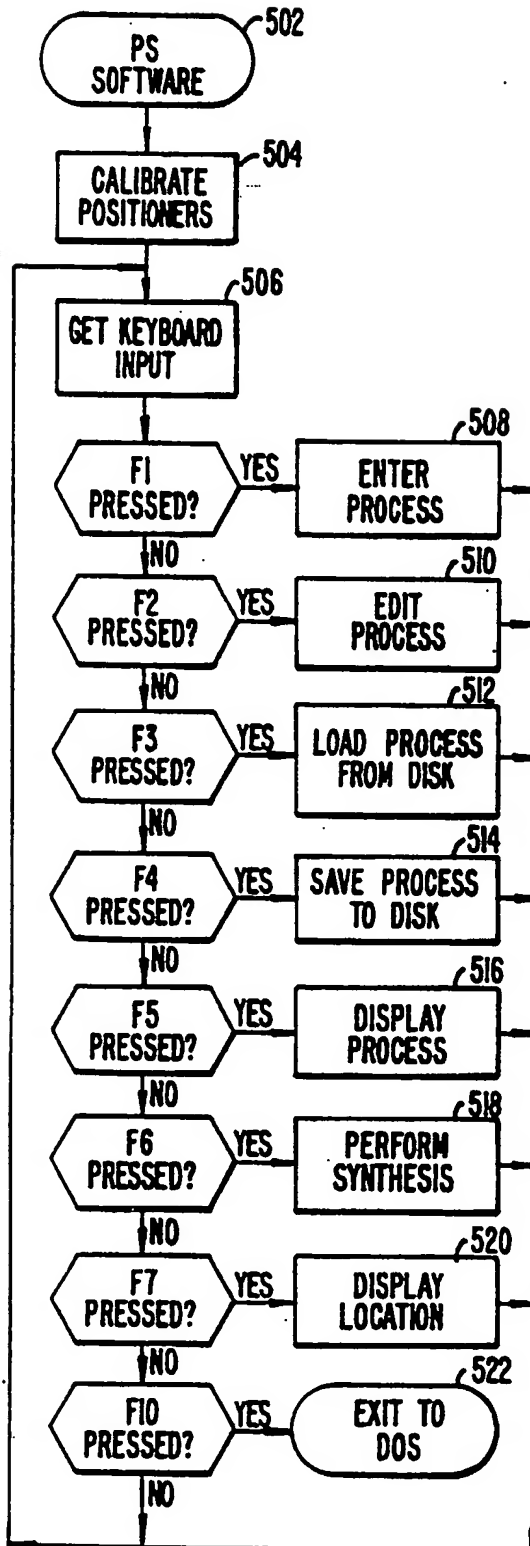 502
PS
SOFTWARE
504
CALIBRATE
POSITIONERS
506
GET KEYBOARD
INPUT
508
F1
PRESSED?
YES
ENTER
PROCESS
NO
510
F2
PRESSED?
YES
EDIT
PROCESS
NO
512
F3
PRESSED?
YES
LOAD PROCESS
FROM DISK
NO
514
F4
PRESSED?
YES
SAVE PROCESS
TO DISK
NO
516
F5
PRESSED?
YES
DISPLAY
PROCESS
NO
518
F6
PRESSED?
YES
PERFORM
SYNTHESIS
NO
520
F7
PRESSED?
YES
DISPLAY
LOCATION
NO
522
F10
PRESSED?
YES
EXIT TO
DOS
NO